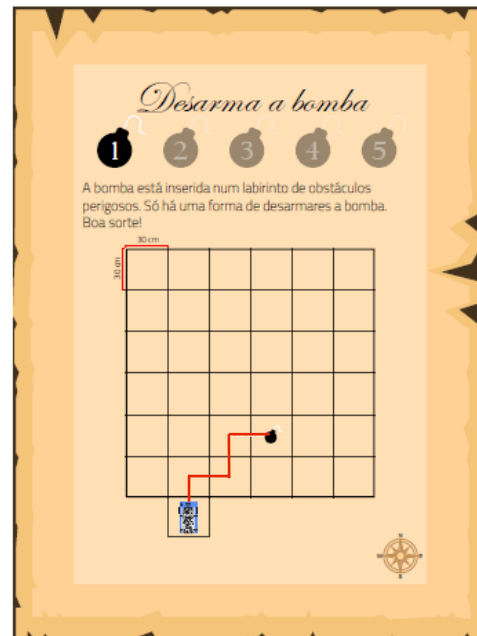 Desarma a bomba
1 2 3 4 5
A bomba está inserida num labirinto de obstáculos
perigosos. Só há uma forma de desarmares a bomba.
Boa sorte!
30 cm
30 cm